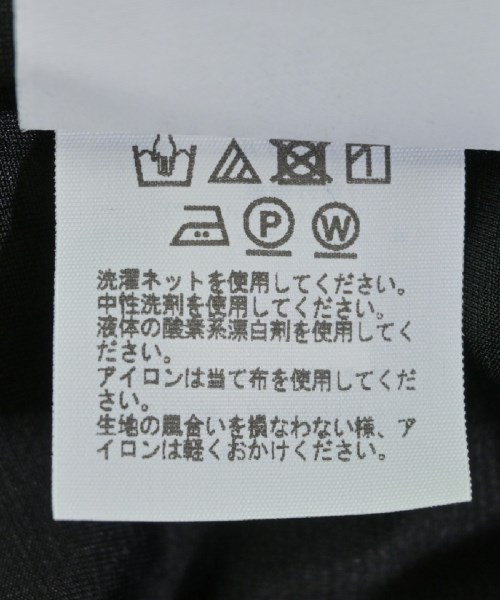 P W
洗濯ネットを使用してください。
中性洗剤を使用してください。
液体の酸素系漂白剤を使用してく
ださい。
アイロンは当て布を使用してくだ
さい。
生地の風合いを損なわない様、ア
イロンは軽くおかけください。